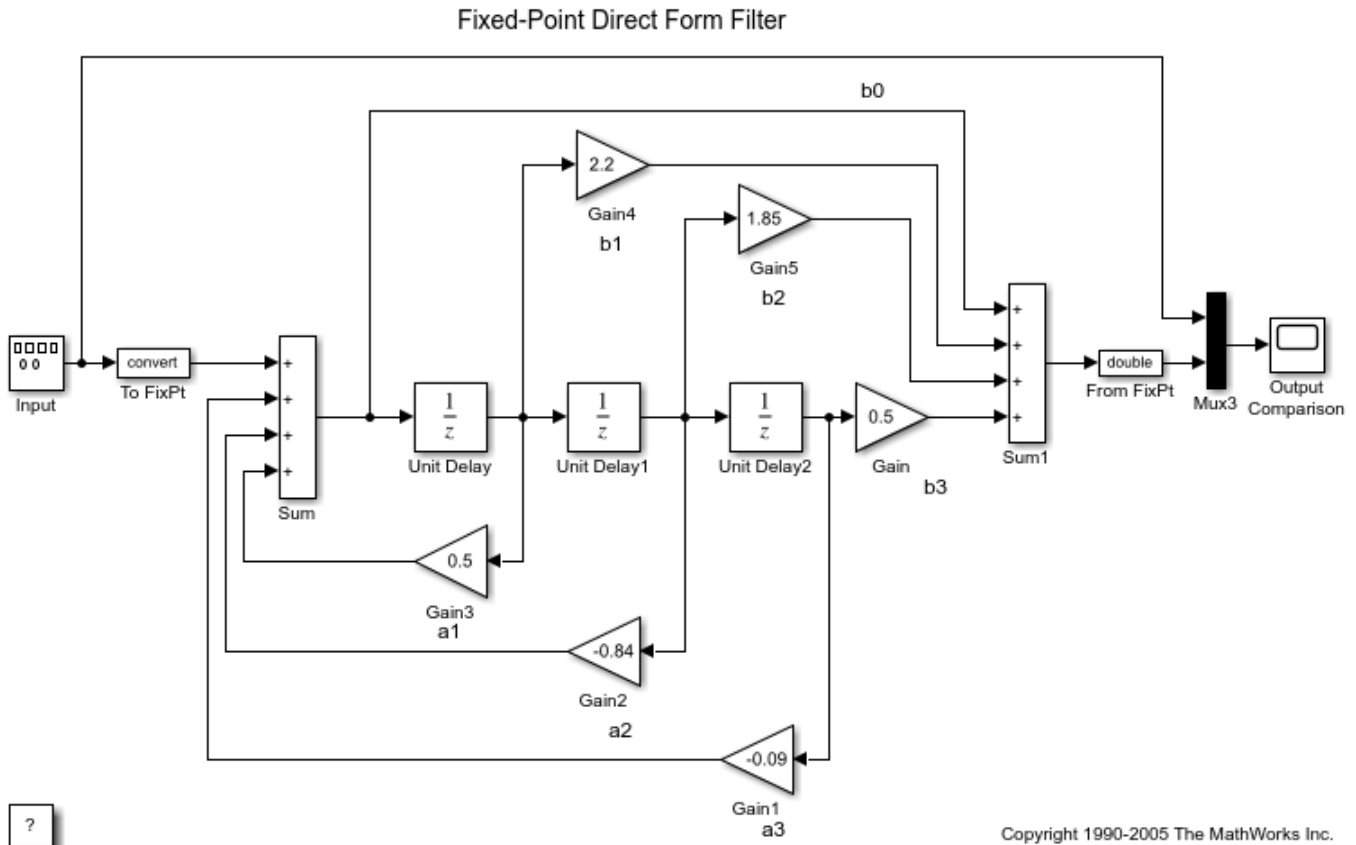 Fixed-Point Direct Form Filter
b0
2.2
Gain4
b1
1.85
Gain5
b2
+
+
+
+
Sum1
Input
convert
To FixPt
+
+
+
+
Sum
1
z
Unit Delay
1
z
Unit Delay1
1
z
Unit Delay2
0.5
Gain
b3
double
From FixPt
Mux3
Output
Comparison
0.5
Gain3
a1
-0.84
Gain2
a2
-0.09
Gain1
a3
?
Copyright 1990-2005 The MathWorks Inc.